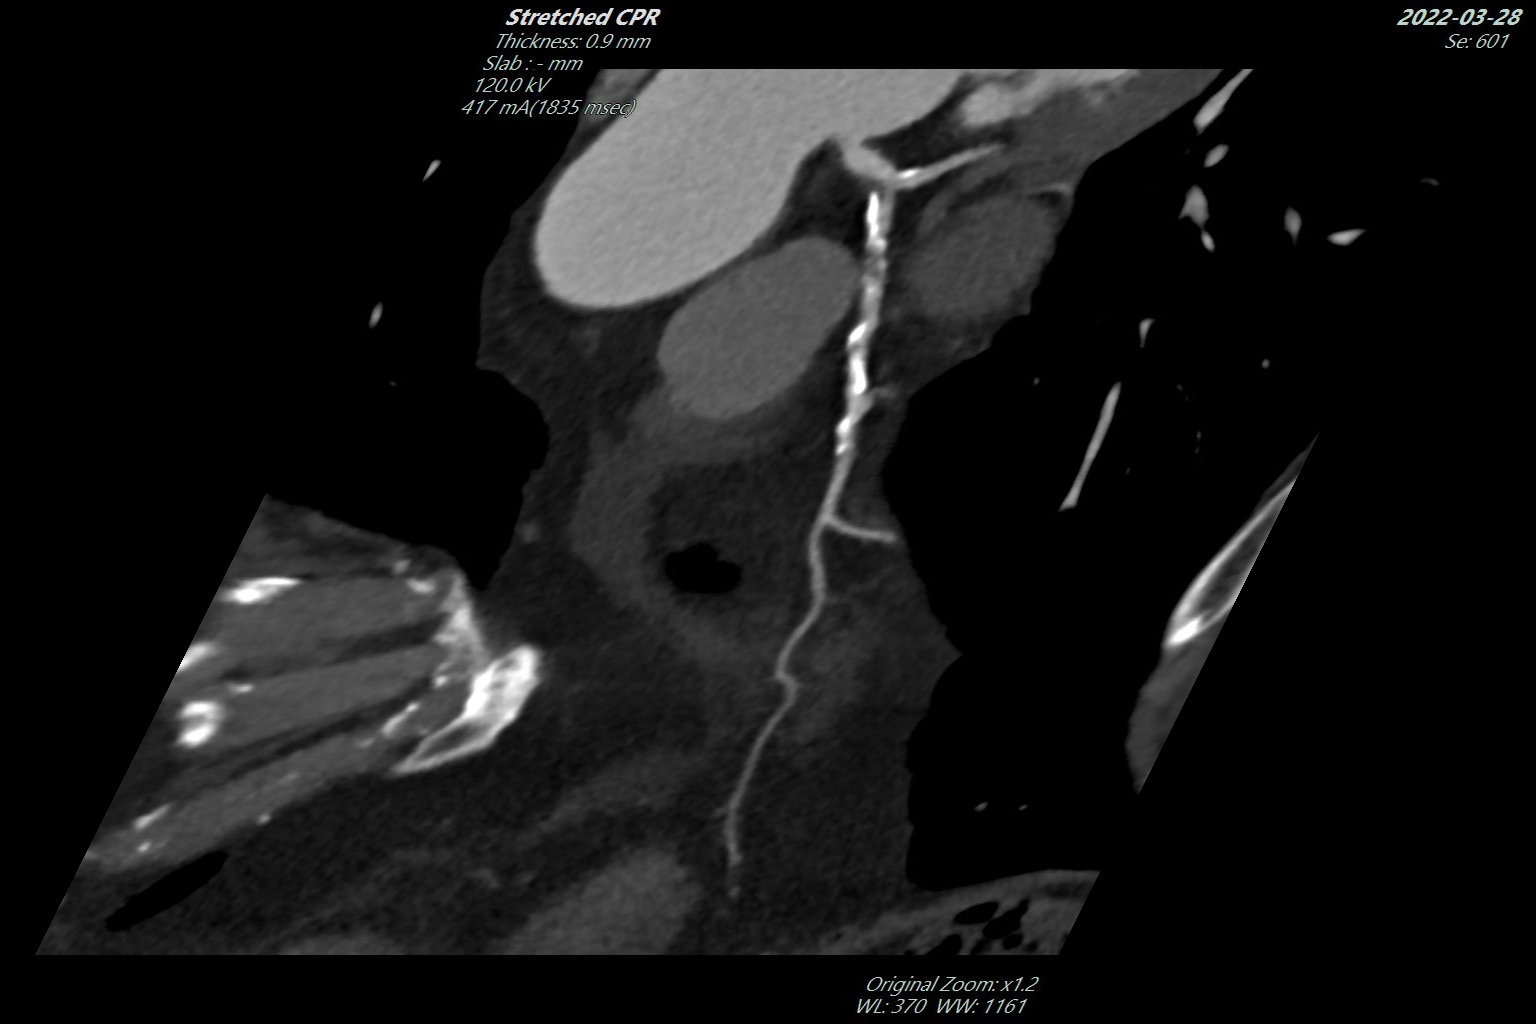 Stretched CPR
Thickness: 0.9 mm
Slab : - mm
120.0 kV
417 mA(1835 msec)
2022-03-28
Se: 601
Original Zoom: x1.2
WL: 370 WW: 1161